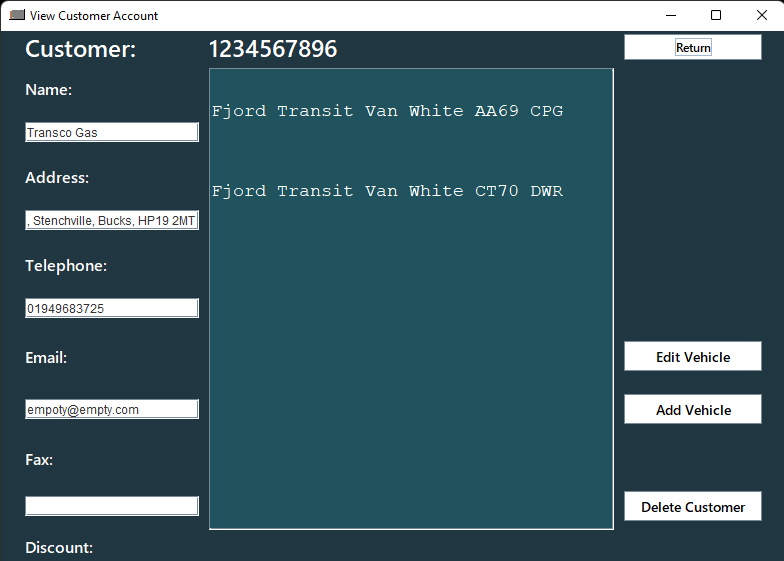 View Customer Account
Customer: 1234567896
Return
Name:
Transco Gas
Address:
, Stenchville, Bucks, HP19 2MT
Telephone:
01949683725
Email:
empoty@empty.com
Fax:
Discount:
Fjord Transit Van White AA69 CPG
Fjord Transit Van White CT70 DWR
Edit Vehicle
Add Vehicle
Delete Customer